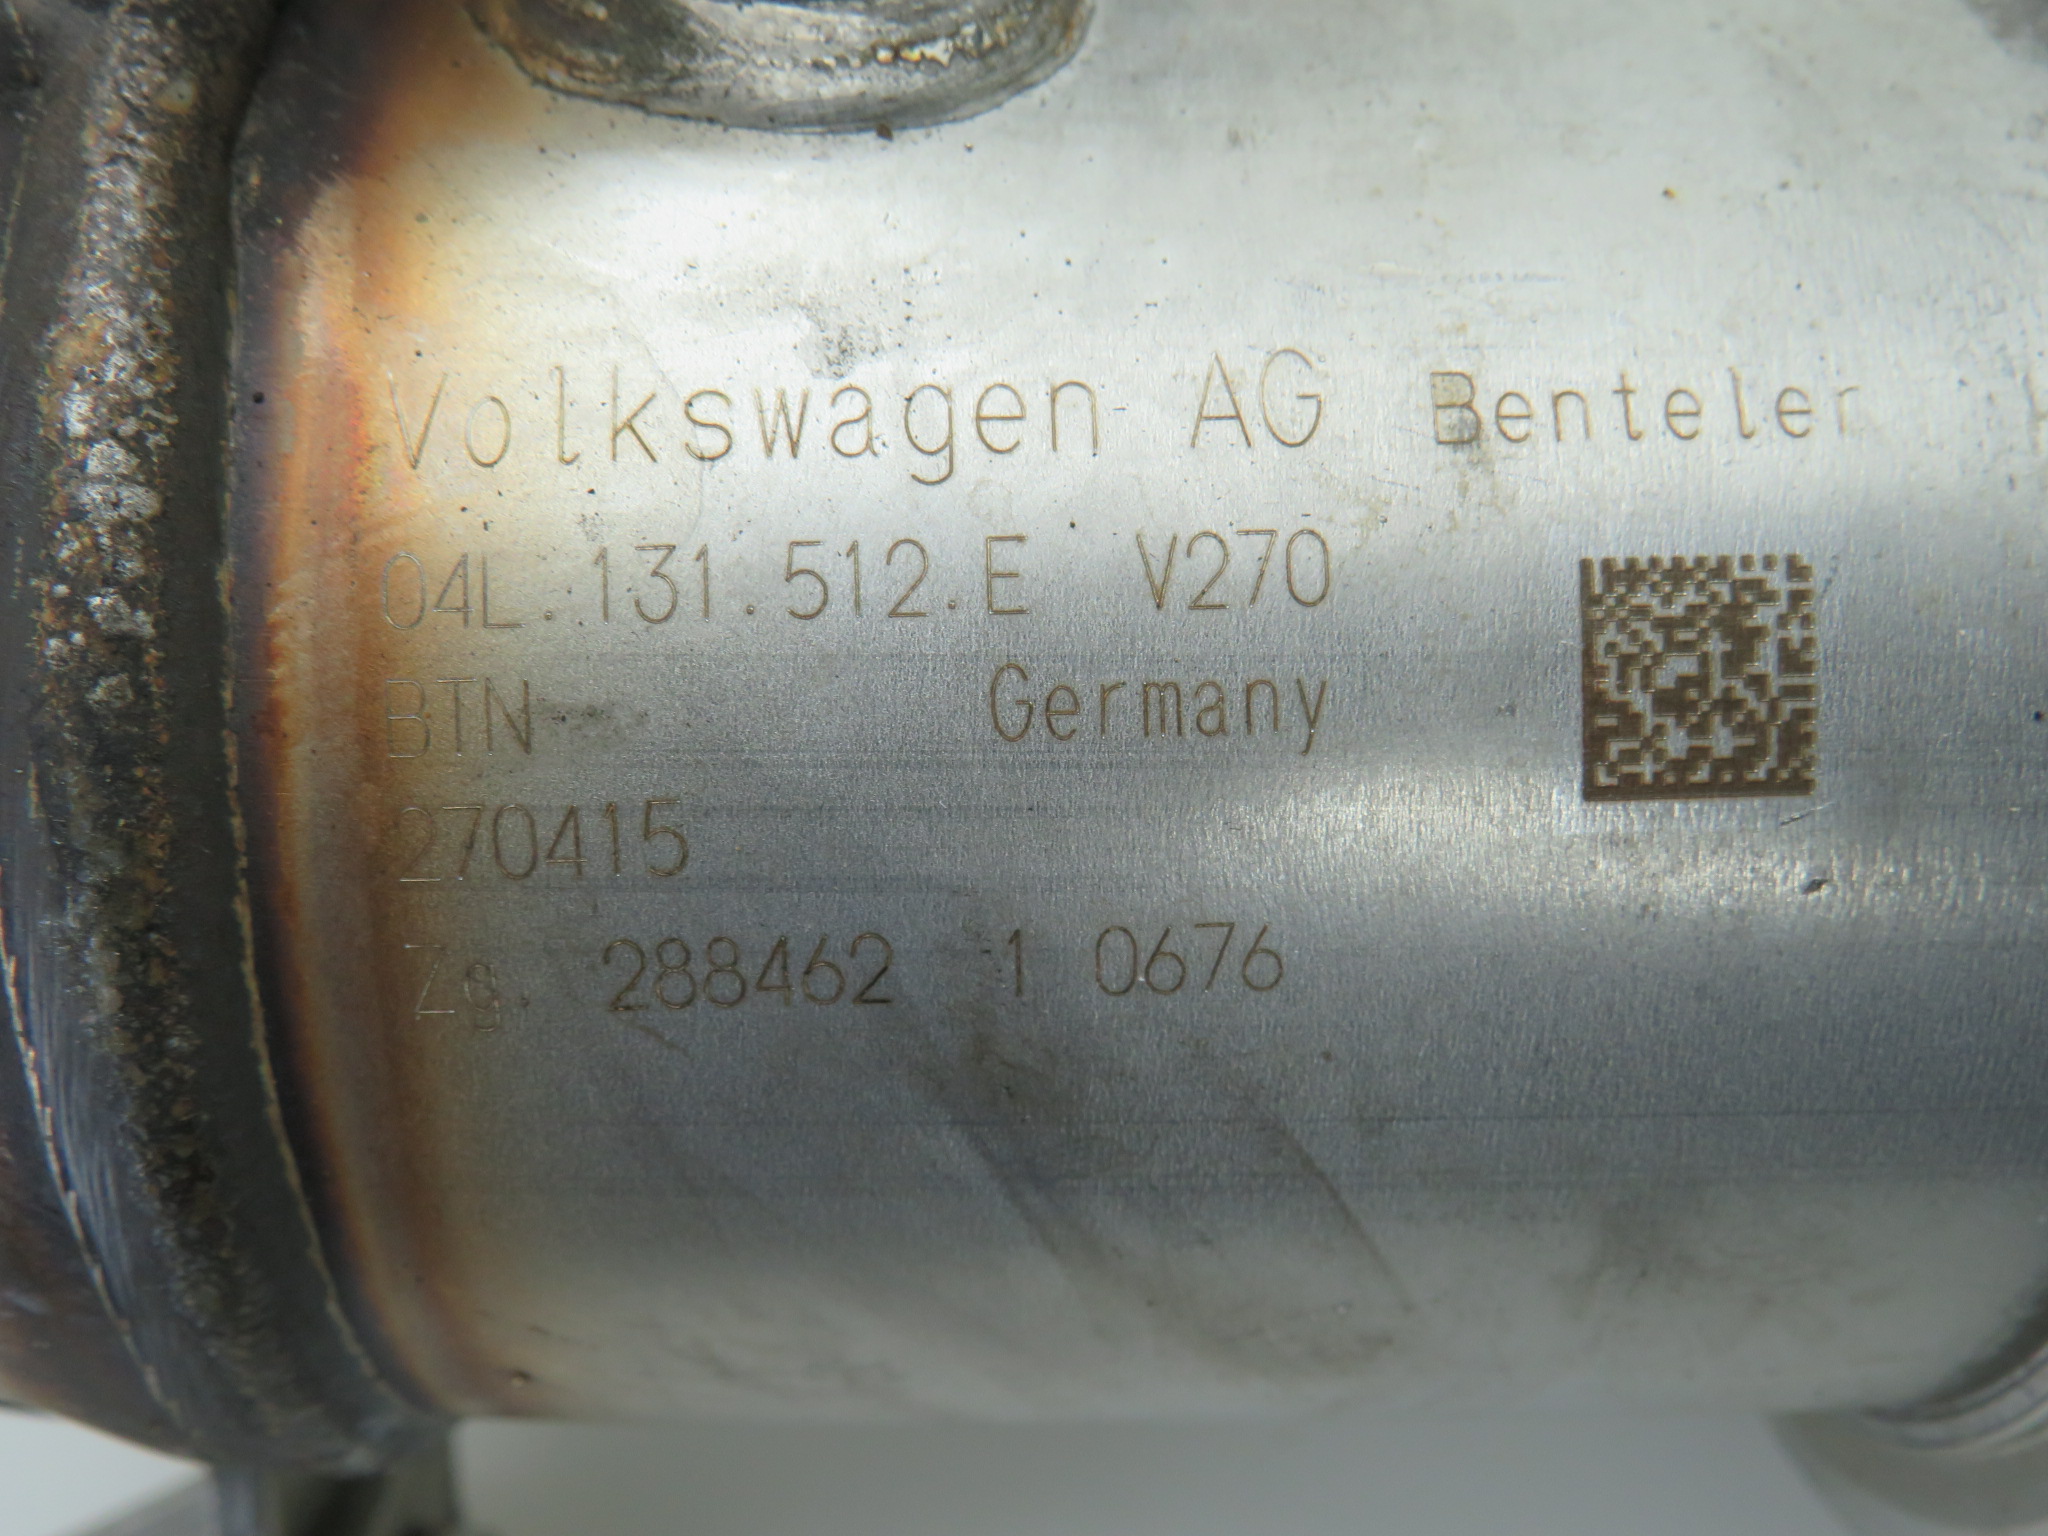 Volkswagen AG Benteler
04L.131.512.E V270
BTN Germany
270415
Zg. 288462 1 0676